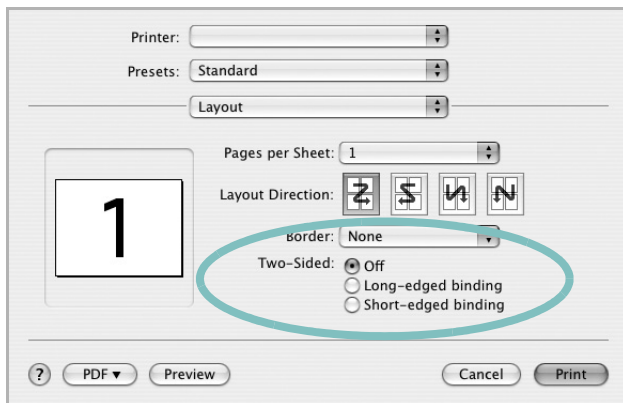 Printer:
Presets: Standard
Layout
Pages per Sheet: 1
Layout Direction:
1
Border: None
Two-Sided: Off
Long-edged binding
Short-edged binding
? PDF▼ Preview Cancel Print